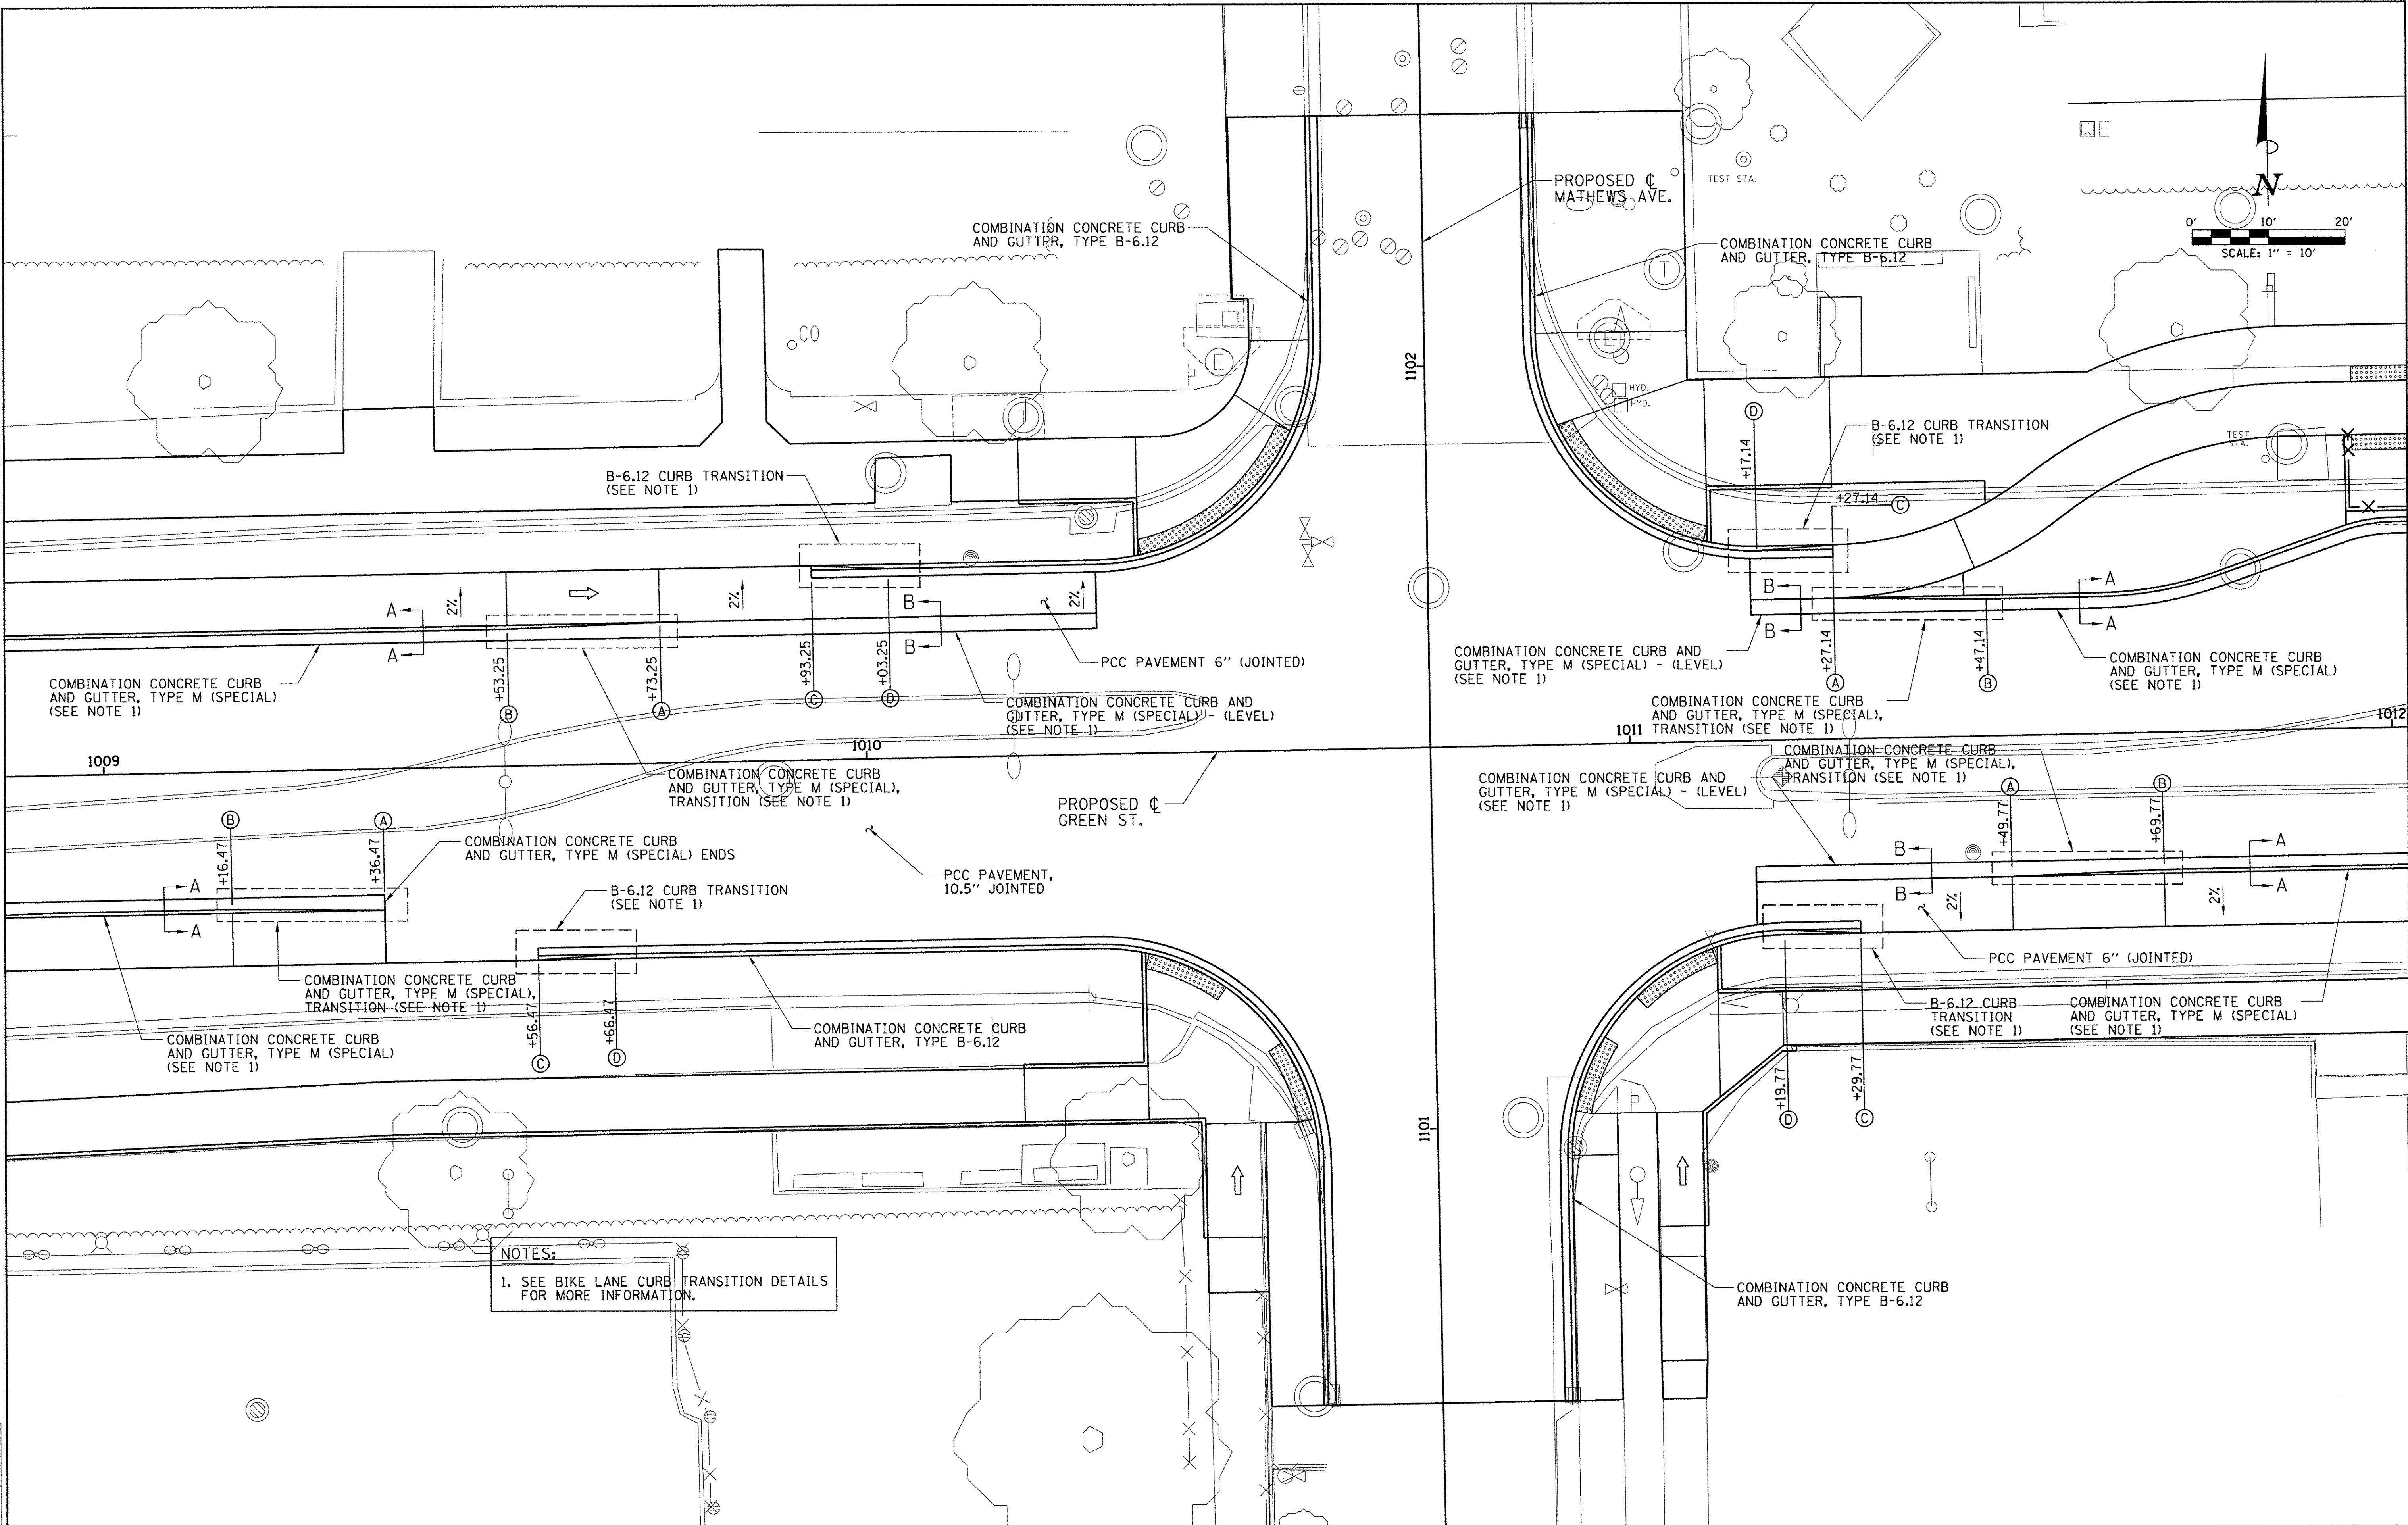 PROPOSED ℄
MATHEWS AVE.
TEST STA.
E
N
0' 10' 20'
SCALE: 1" = 10'
COMBINATION CONCRETE CURB
AND GUTTER, TYPE B-6.12
COMBINATION CONCRETE CURB
AND GUTTER, TYPE B-6.12
T
CO
E
E
1102
HYD.
HYD.
T
D
+17.14
B-6.12 CURB TRANSITION
(SEE NOTE 1)
TEST
STA.
B-6.12 CURB TRANSITION
(SEE NOTE 1)
+27.14
C
A
A
2%
2%
B
B
2%
+53.25
B
+73.25
A
+93.25
C
+03.25
D
PCC PAVEMENT 6" (JOINTED)
B
B
A
A
+27.14
A
+47.14
B
COMBINATION CONCRETE CURB
AND GUTTER, TYPE M (SPECIAL)
(SEE NOTE 1)
COMBINATION CONCRETE CURB AND
GUTTER, TYPE M (SPECIAL) - (LEVEL)
(SEE NOTE 1)
COMBINATION CONCRETE CURB AND
GUTTER, TYPE M (SPECIAL) - (LEVEL)
(SEE NOTE 1)
COMBINATION CONCRETE CURB
AND GUTTER, TYPE M (SPECIAL),
TRANSITION (SEE NOTE 1)
COMBINATION CONCRETE CURB
AND GUTTER, TYPE M (SPECIAL)
(SEE NOTE 1)
1009
1010
1011
1012
COMBINATION CONCRETE CURB
AND GUTTER, TYPE M (SPECIAL),
TRANSITION (SEE NOTE 1)
PROPOSED ℄
GREEN ST.
COMBINATION CONCRETE CURB AND
GUTTER, TYPE M (SPECIAL) - (LEVEL)
(SEE NOTE 1)
COMBINATION CONCRETE CURB
AND GUTTER, TYPE M (SPECIAL),
TRANSITION (SEE NOTE 1)
B
+16.47
A
+36.47
COMBINATION CONCRETE CURB
AND GUTTER, TYPE M (SPECIAL) ENDS
PCC PAVEMENT,
10.5" JOINTED
A
+49.77
B
+69.77
A
A
B
B
2%
2%
A
A
B-6.12 CURB TRANSITION
(SEE NOTE 1)
PCC PAVEMENT 6" (JOINTED)
COMBINATION CONCRETE CURB
AND GUTTER, TYPE M (SPECIAL),
TRANSITION (SEE NOTE 1)
+56.47
C
+66.47
D
COMBINATION CONCRETE CURB
AND GUTTER, TYPE B-6.12
B-6.12 CURB
TRANSITION
(SEE NOTE 1)
COMBINATION CONCRETE CURB
AND GUTTER, TYPE M (SPECIAL)
(SEE NOTE 1)
COMBINATION CONCRETE CURB
AND GUTTER, TYPE M (SPECIAL)
(SEE NOTE 1)
+19.77
D
+29.77
C
1101
NOTES:
1. SEE BIKE LANE CURB TRANSITION DETAILS
FOR MORE INFORMATION.
COMBINATION CONCRETE CURB
AND GUTTER, TYPE B-6.12